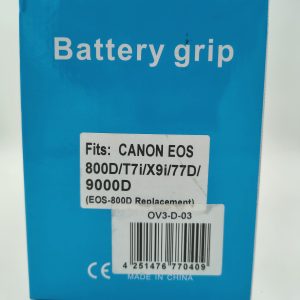 Battery grip
Fits: CANON EOS
800D/T7i/X9i/77D/
9000D
(EOS-800D Replacement)
OV3-D-03
4 251476 770409
CE
MADE IN CHINA